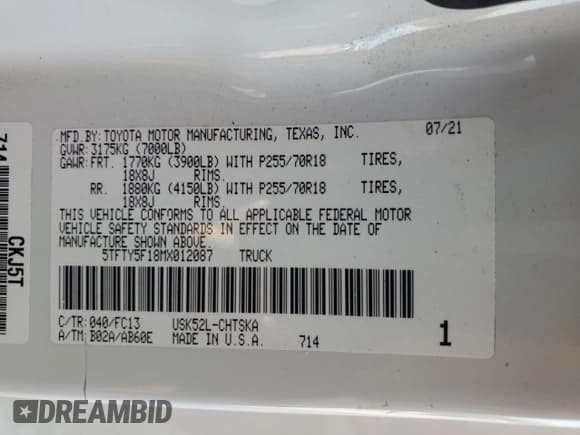 MFD.BY:TOYOTA MOTOR MANUFACTURING, TEXAS, INC. 07/21
GVWR:3175KG (7000LB)
GAWR:FRT. 1770KG (3900LB) WITH P255/70R18 TIRES,
18X8J RIMS.
RR. 1880KG (4150LB) WITH P255/70R18 TIRES,
18X8J RIMS.
THIS VEHICLE CONFORMS TO ALL APPLICABLE FEDERAL MOTOR
VEHICLE SAFETY STANDARDS IN EFFECT ON THE DATE OF
MANUFACTURE SHOWN ABOVE.
5TFTY5F18MX012087 TRUCK
C/TR:040/FC13 USK52L-CHTSKA
A/TM:B02A/AB60E MADE IN U.S.A. 714
1
714
CKJ5T
DREAMBID